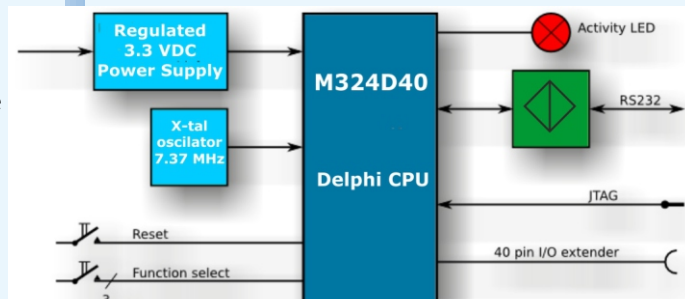 Regulated
3.3 VDC
Power Supply
X-tal
oscilator
7.37 MHz
Reset
Function select
M324D40
Delphi CPU
Activity LED
RS232
JTAG
40 pin I/O extender